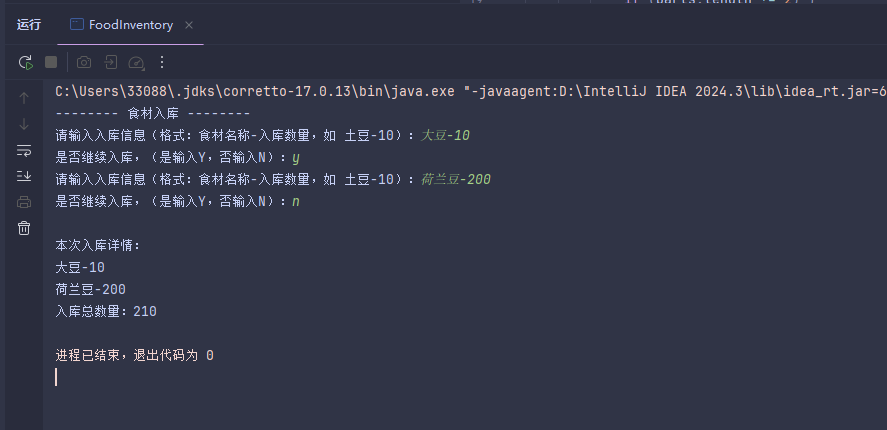 if (parts.length != 2) {
运行 FoodInventory ×
C:\Users\33088\.jdks\corretto-17.0.13\bin\java.exe "-javaagent:D:\IntelliJ IDEA 2024.3\lib\idea_rt.jar=6
-------- 食材入库 --------
请输入入库信息（格式：食材名称-入库数量，如 土豆-10）：大豆-10
是否继续入库，（是输入Y，否输入N）：y
请输入入库信息（格式：食材名称-入库数量，如 土豆-10）：荷兰豆-200
是否继续入库，（是输入Y，否输入N）：n
本次入库详情：
大豆-10
荷兰豆-200
入库总数量：210
进程已结束，退出代码为 0